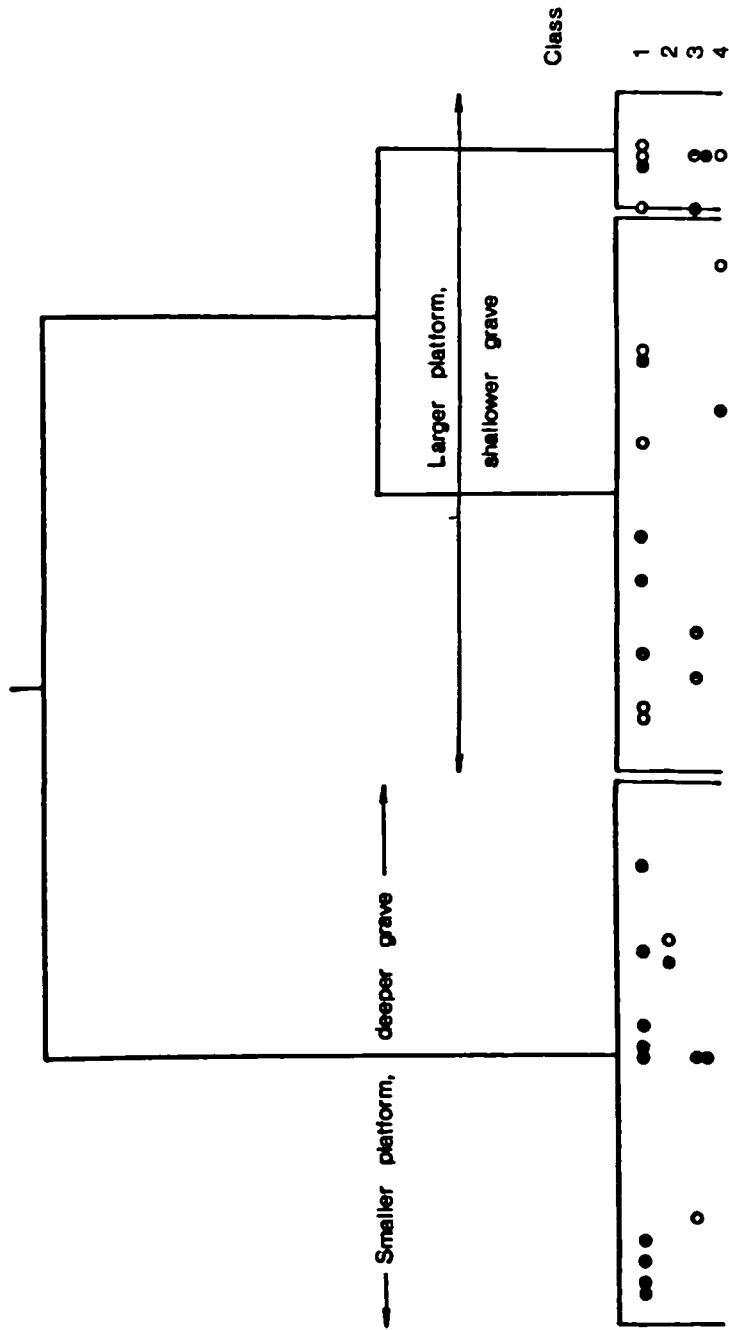 Smaller platform, deeper grave
Larger platform,
shallower grave
Class
1
2
3
4